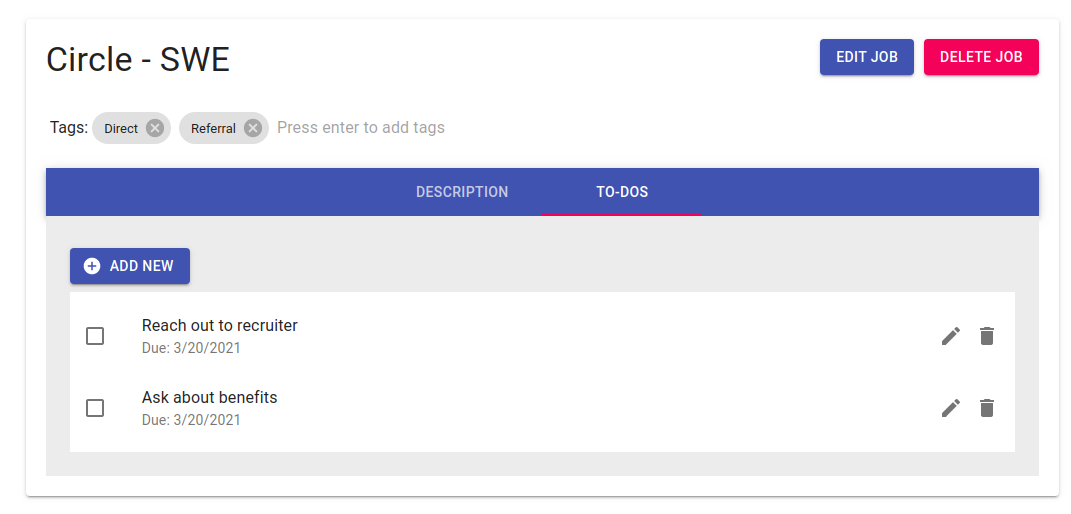 Circle - SWE
EDIT JOB
DELETE JOB
Tags: Direct Referral Press enter to add tags
DESCRIPTION
TO-DOS
ADD NEW
Reach out to recruiter
Due: 3/20/2021
Ask about benefits
Due: 3/20/2021